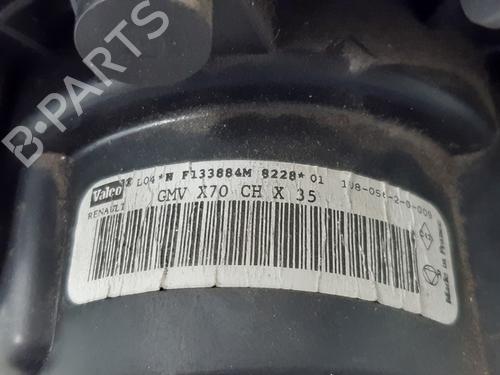 B-PARTS
Valeo L04*N F133884M 8228* 01
RENAULT GMV X70 CH X 35
Made in France